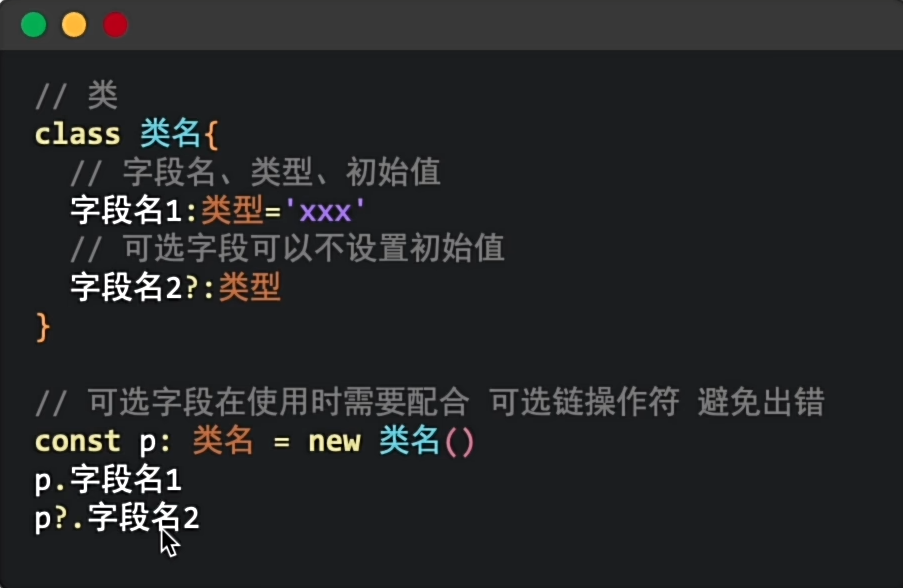 // 类
class 类名{
// 字段名、类型、初始值
字段名1:类型='xxx'
// 可选字段可以不设置初始值
字段名2?:类型
}
// 可选字段在使用时需要配合 可选链操作符 避免出错
const p: 类名 = new 类名()
p.字段名1
p?.字段名2